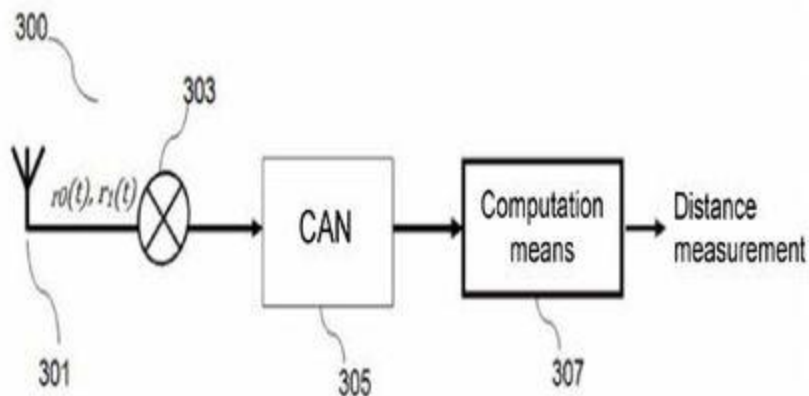 300
303
r0(t), r1(t)
CAN
Computation
means
Distance
measurement
301
305
307